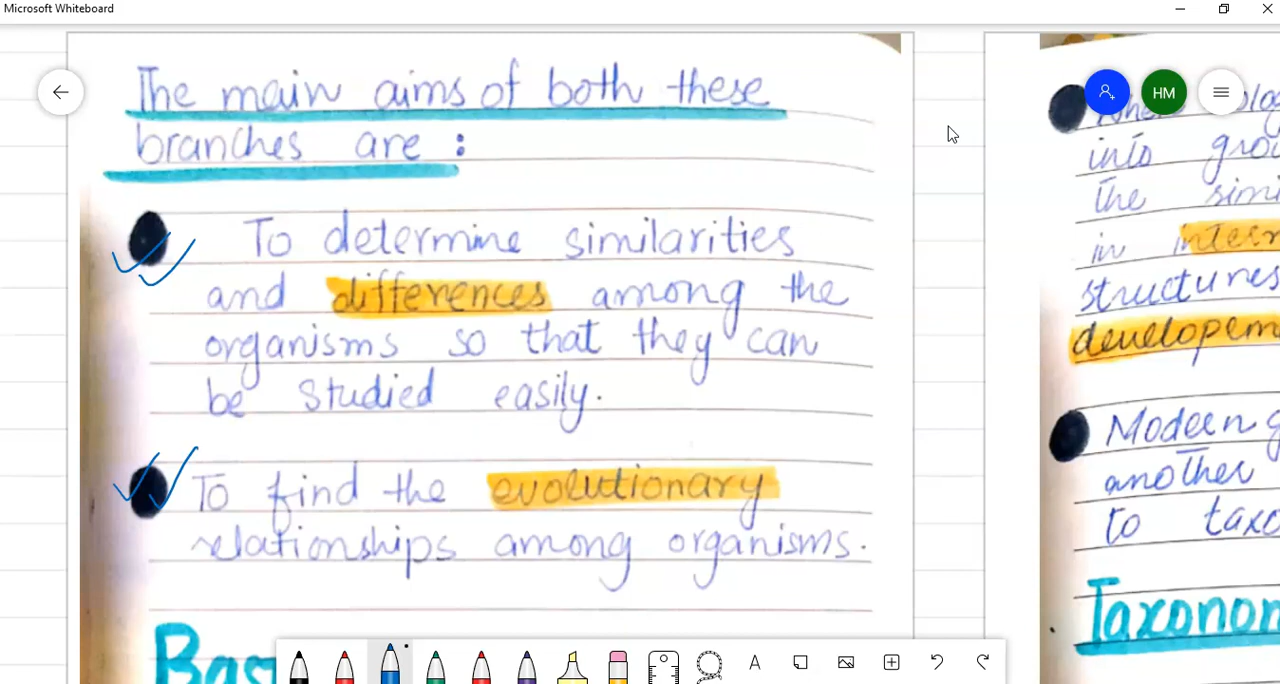 Microsoft Whiteboard
HM
The main aims of both these
branches are :
To determine similarities
and differences among the
organisms so that they can
be studied easily.
To find the evolutionary
relationships among organisms.
into
the
in
structures
Modern
another
to
A